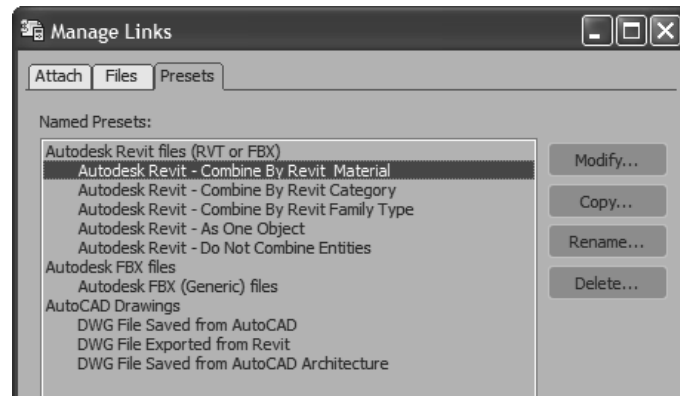 Manage Links
Attach Files Presets
Named Presets:
Autodesk Revit files (RVT or FBX)
Autodesk Revit - Combine By Revit Material
Autodesk Revit - Combine By Revit Category
Autodesk Revit - Combine By Revit Family Type
Autodesk Revit - As One Object
Autodesk Revit - Do Not Combine Entities
Autodesk FBX files
Autodesk FBX (Generic) files
AutoCAD Drawings
DWG File Saved from AutoCAD
DWG File Exported from Revit
DWG File Saved from AutoCAD Architecture
Modify...
Copy...
Rename...
Delete...